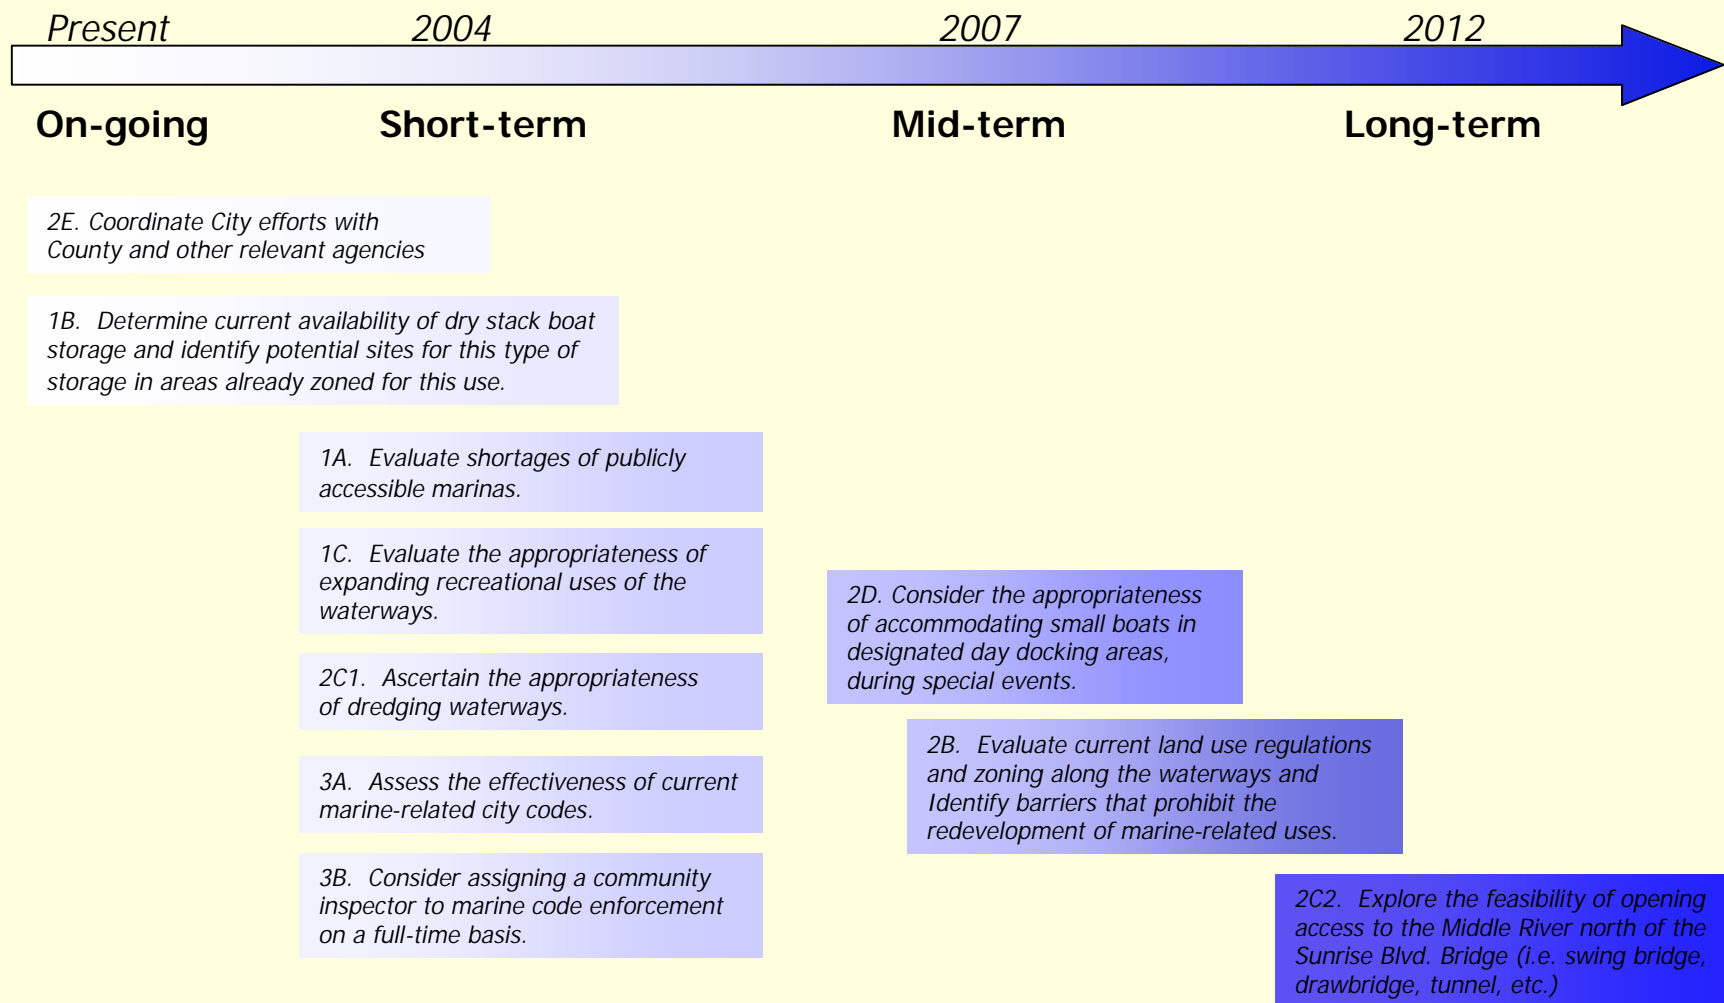 Present 2004 2007 2012
On-going Short-term Mid-term Long-term
2E. Coordinate City efforts with
County and other relevant agencies
1B. Determine current availability of dry stack boat
storage and identify potential sites for this type of
storage in areas already zoned for this use.
1A. Evaluate shortages of publicly
accessible marinas.
1C. Evaluate the appropriateness of
expanding recreational uses of the
waterways.
2C1. Ascertain the appropriateness
of dredging waterways.
3A. Assess the effectiveness of current
marine-related city codes.
3B. Consider assigning a community
inspector to marine code enforcement
on a full-time basis.
2D. Consider the appropriateness
of accommodating small boats in
designated day docking areas,
during special events.
2B. Evaluate current land use regulations
and zoning along the waterways and
Identify barriers that prohibit the
redevelopment of marine-related uses.
2C2. Explore the feasibility of opening
access to the Middle River north of the
Sunrise Blvd. Bridge (i.e. swing bridge,
drawbridge, tunnel, etc.)